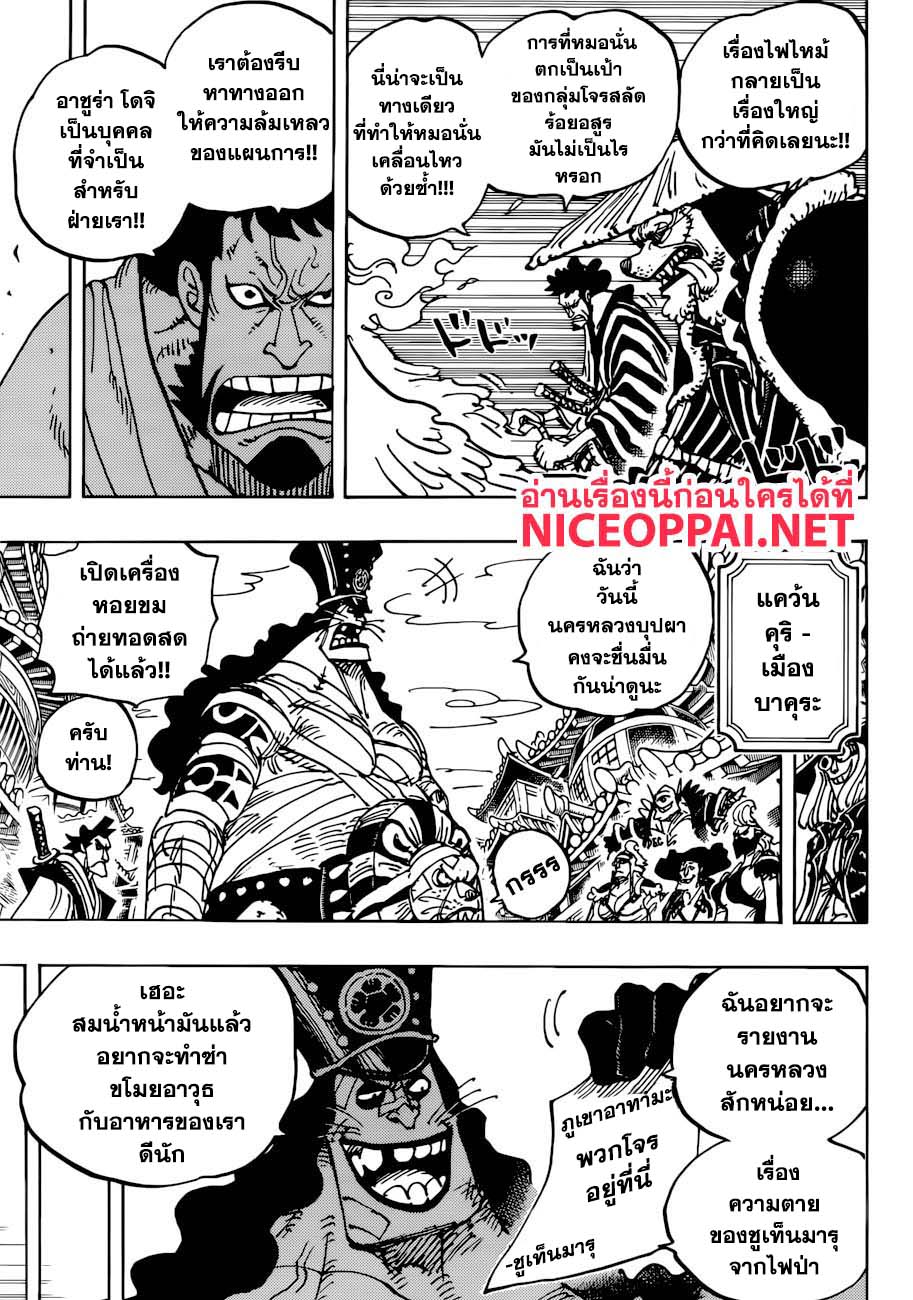 เรื่องไฟไหม้
กลายเป็น
เรื่องใหญ่
กว่าที่คิดเลยนะ!!
การที่หมอนั่น
ตกเป็นเป้า
ของกลุ่มโจรสลัด
ร้อยอสูร
มันไม่เป็นไร
หรอก
นี่น่าจะเป็น
ทางเดียว
ที่ทำให้หมอนั่น
เคลื่อนไหว
ด้วยซ้ำ!!!
ドドドッ
ドドド
เราต้องรีบ
หาทางออก
ให้ความล้มเหลว
ของแผนการ!!
อาชูร่า โดจิ
เป็นบุคคล
ที่จำเป็น
สำหรับ
ฝ่ายเรา!!
อ่านเรื่องนี้ก่อนใครได้ที่
NICEOPPAI.NET
แคว้น
คุริ -
เมือง
บาคุระ
ฉันว่า
วันนี้
นครหลวงบุปผา
คงจะชื่นมื่น
กันน่าดูนะ
เปิดเครื่อง
หอยขม
ถ่ายทอดสด
ได้แล้ว!!
ครับ
ท่าน!
กรรร
ฉันอยากจะ
รายงาน
นครหลวง
สักหน่อย...
เรื่อง
ความตาย
ของชูเท็นมารุ
จากไฟป่า
ภูเขาอาทามะ
พวกโจร
อยู่ที่นี่
-ชูเท็นมารุ
เฮอะ
สมน้ำหน้ามันแล้ว
อยากจะทำซ่า
ขโมยอาวุธ
กับอาหารของเรา
ดีนัก